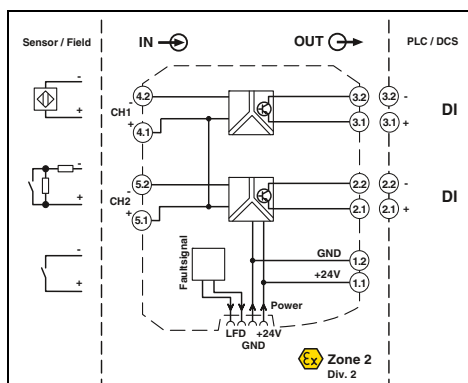 Sensor / Field
IN
OUT
PLC / DCS
-
+
-
+
-
+
4.2
-
CH1
+
4.1
5.2
-
CH2
+
5.1
3.2
3.1
2.2
2.1
3.2 -
3.1 +
DI
2.2 -
2.1 +
DI
GND
1.2
+24V
1.1
Faultsignal
Power
LFD
+24V
GND
Ex Zone 2
Div. 2